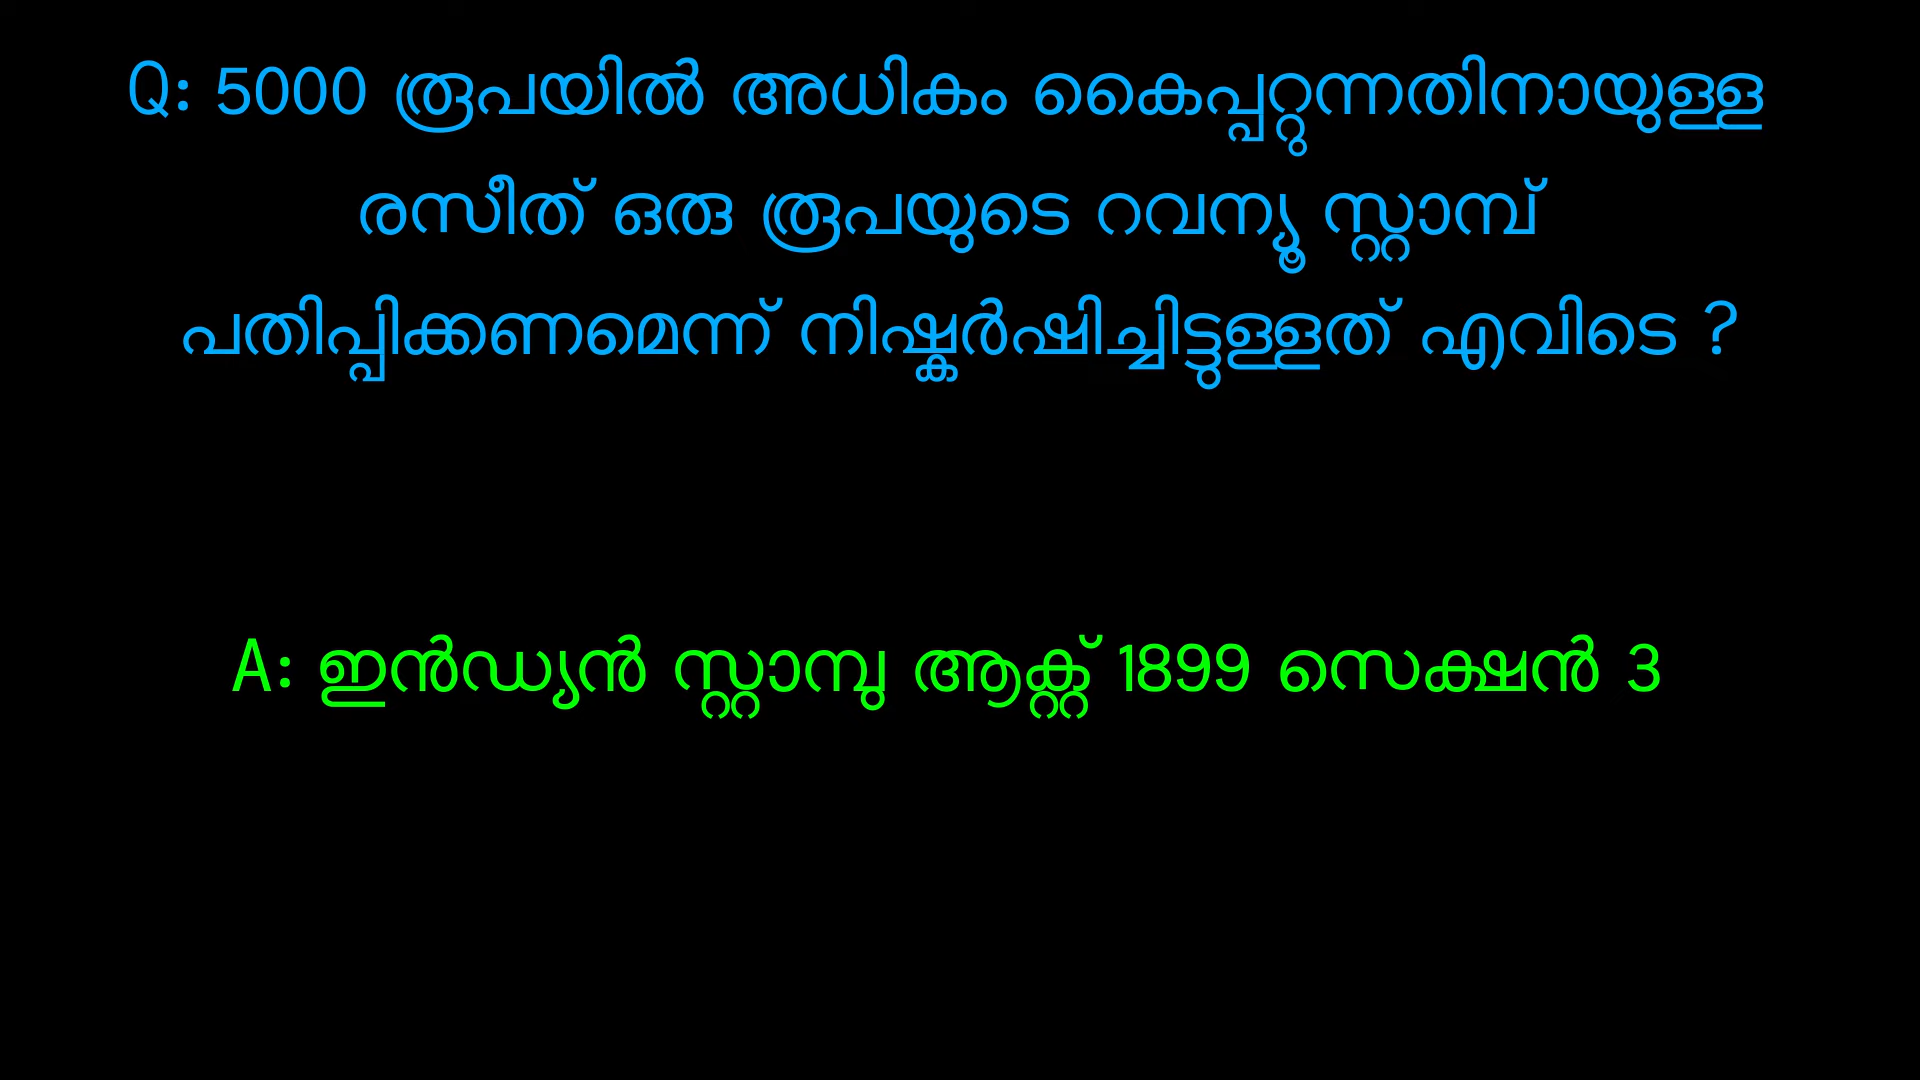 Q: 5000 രൂപയിൽ അധികം കൈപ്പറ്റുന്നതിനായുള്ള
രസീത് ഒരു രൂപയുടെ റവന്യൂ സ്റ്റാമ്പ്
പതിപ്പിക്കണമെന്ന് നിഷ്കർഷിച്ചിട്ടുള്ളത് എവിടെ ?
A: ഇൻഡ്യൻ സ്റ്റാമ്പു ആക്റ്റ് 1899 സെക്ഷൻ 3